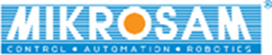 MIKROSAM®
CONTROL • AUTOMATION • ROBOTICS